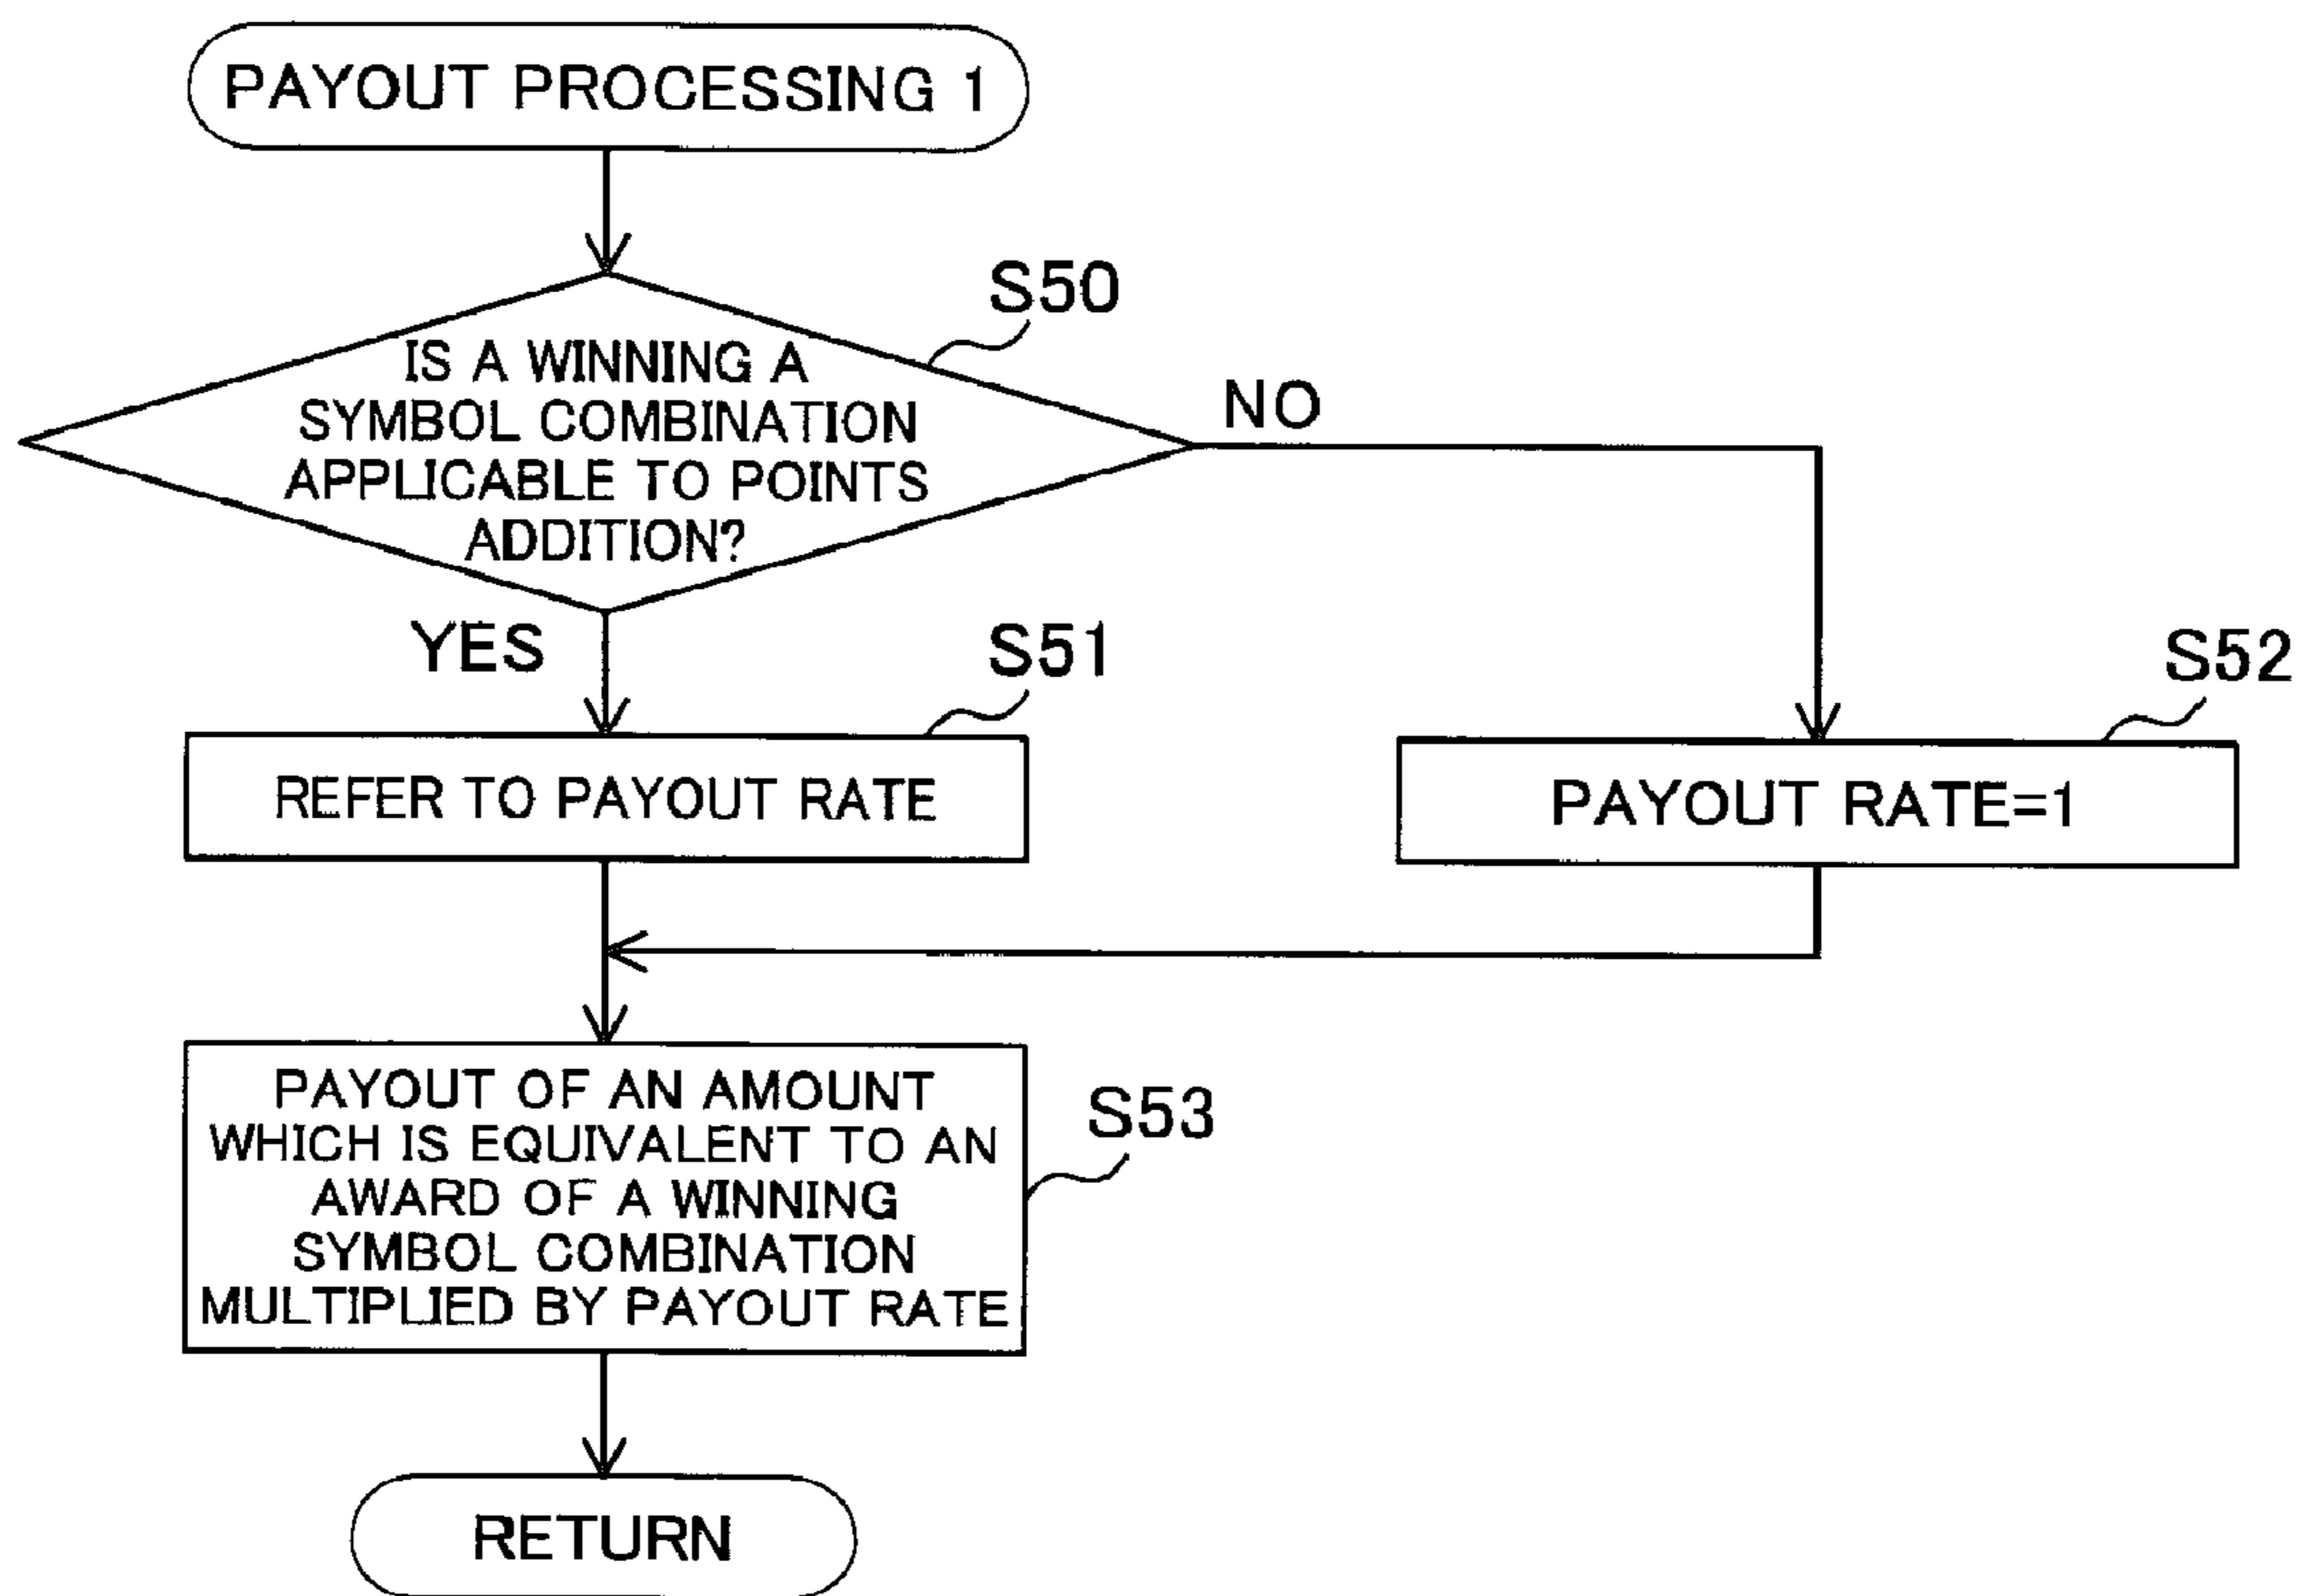 PAYOUT PROCESSING 1
S50
IS A WINNING A
SYMBOL COMBINATION
APPLICABLE TO POINTS
ADDITION?
NO
YES
S51
REFER TO PAYOUT RATE
S52
PAYOUT RATE=1
PAYOUT OF AN AMOUNT
WHICH IS EQUIVALENT TO AN
AWARD OF A WINNING
SYMBOL COMBINATION
MULTIPLIED BY PAYOUT RATE
S53
RETURN